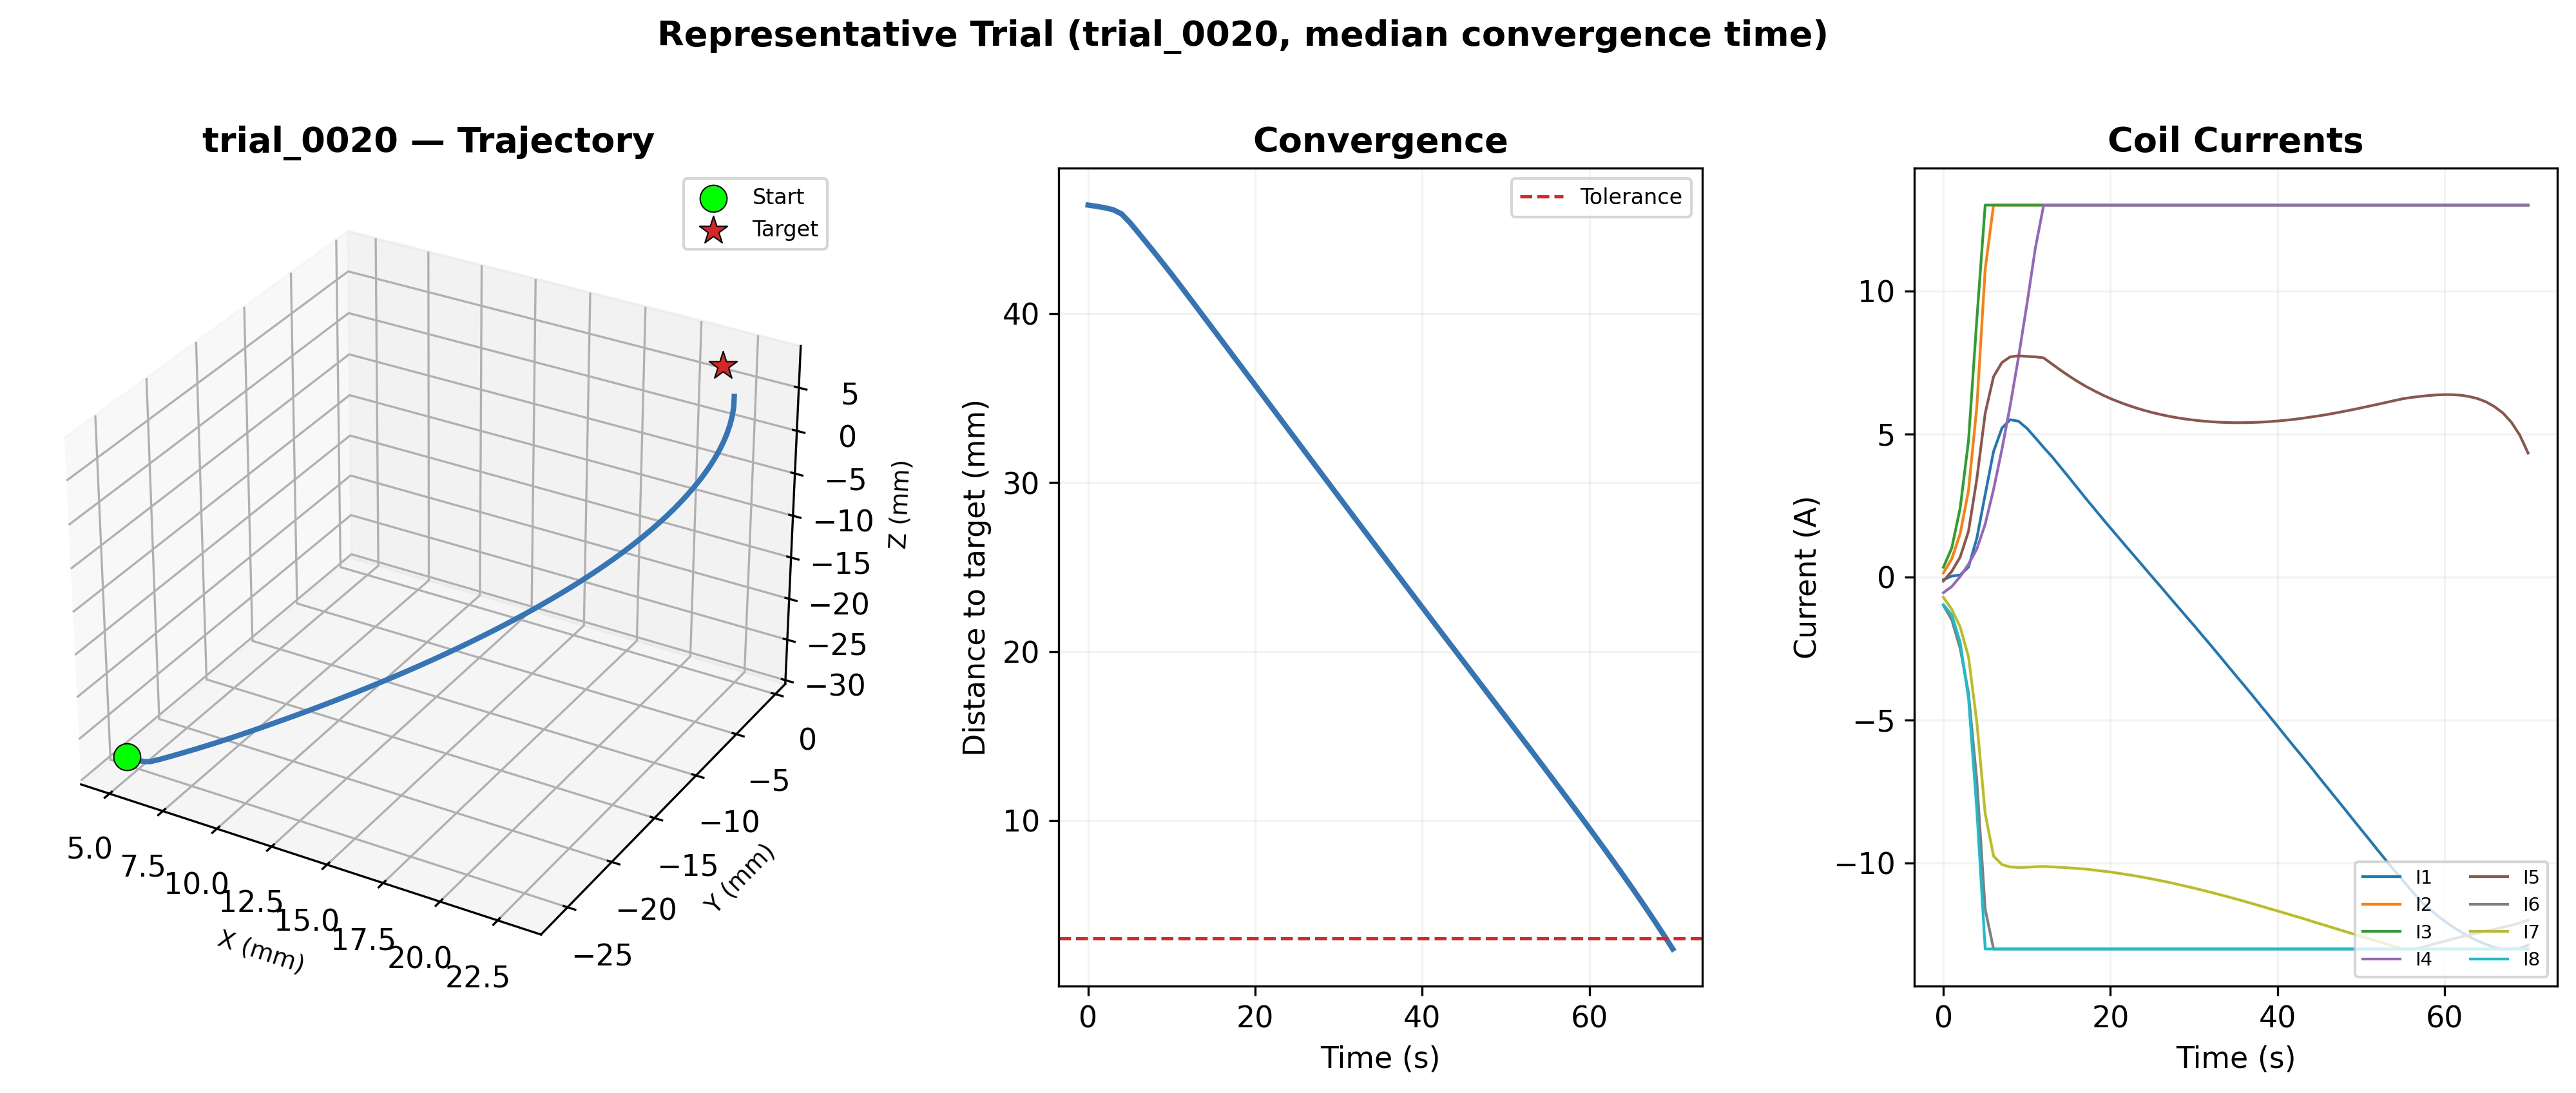 Representative Trial (trial_0020, median convergence time)
trial_0020 — Trajectory
Start
Target
5
0
−5
−10
−15
−20
−25
−30
Z (mm)
0
−5
−10
−15
−20
−25
Y (mm)
5.0
7.5
10.0
12.5
15.0
17.5
20.0
22.5
X (mm)
Convergence
Tolerance
40
30
20
10
Distance to target (mm)
0 20 40 60
Time (s)
Coil Currents
10
5
0
−5
−10
Current (A)
I1 I5
I2 I6
I3 I7
I4 I8
0 20 40 60
Time (s)